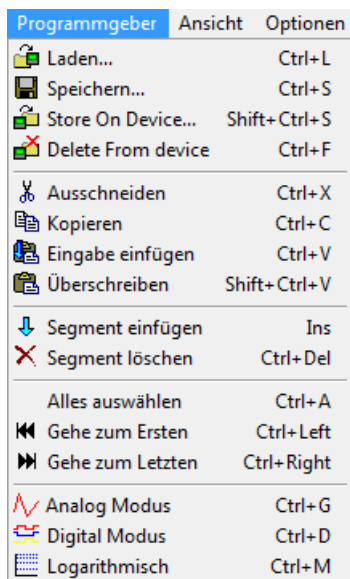 Programmgeber Ansicht Optionen
Laden... Ctrl+L
Speichern... Ctrl+S
Store On Device... Shift+Ctrl+S
Delete From device Ctrl+F
Ausschneiden Ctrl+X
Kopieren Ctrl+C
Eingabe einfügen Ctrl+V
Überschreiben Shift+Ctrl+V
Segment einfügen Ins
Segment löschen Ctrl+Del
Alles auswählen Ctrl+A
Gehe zum Ersten Ctrl+Left
Gehe zum Letzten Ctrl+Right
Analog Modus Ctrl+G
Digital Modus Ctrl+D
Logarithmisch Ctrl+M